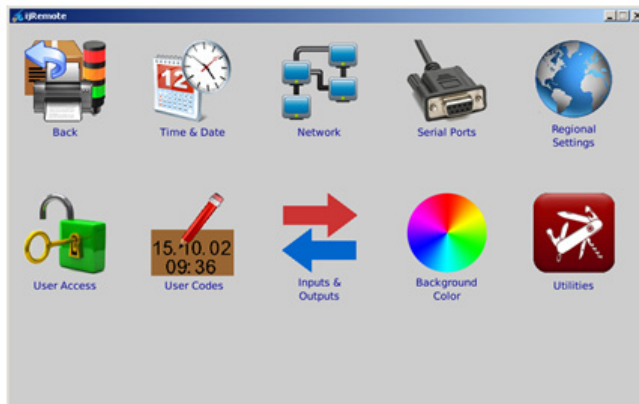 ijRemote
Back
Time & Date
12
Network
Serial Ports
Regional
Settings
User Access
15.10.02
09:36
User Codes
Inputs &
Outputs
Background
Color
Utilities